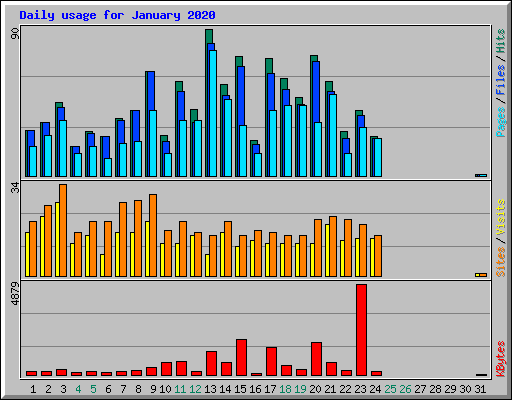 Daily usage for January 2020
90
Pages / Files / Hits
34
Sites / Visits
4879
KBytes
1 2 3 4 5 6 7 8 9 10 11 12 13 14 15 16 17 18 19 20 21 22 23 24 25 26 27 28 29 30 31